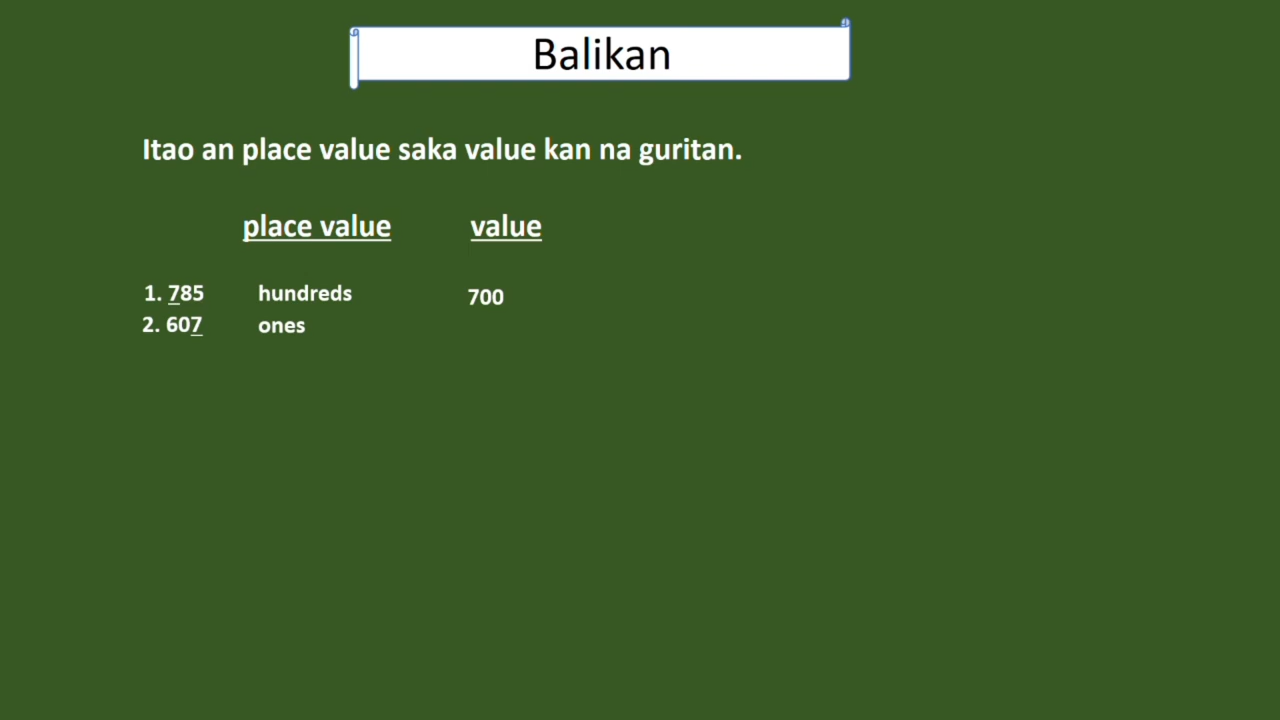 Balikan
Itao an place value saka value kan na guritan.
place value value
1. 785 hundreds 700
2. 607 ones